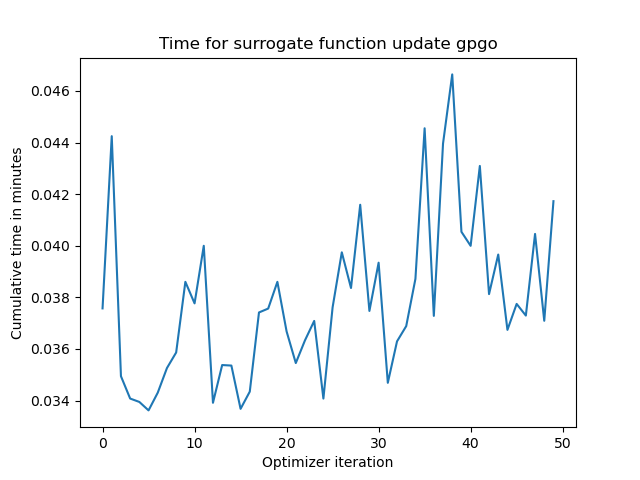 Time for surrogate function update gpgo
Cumulative time in minutes
0.046
0.044
0.042
0.040
0.038
0.036
0.034
0 10 20 30 40 50
Optimizer iteration